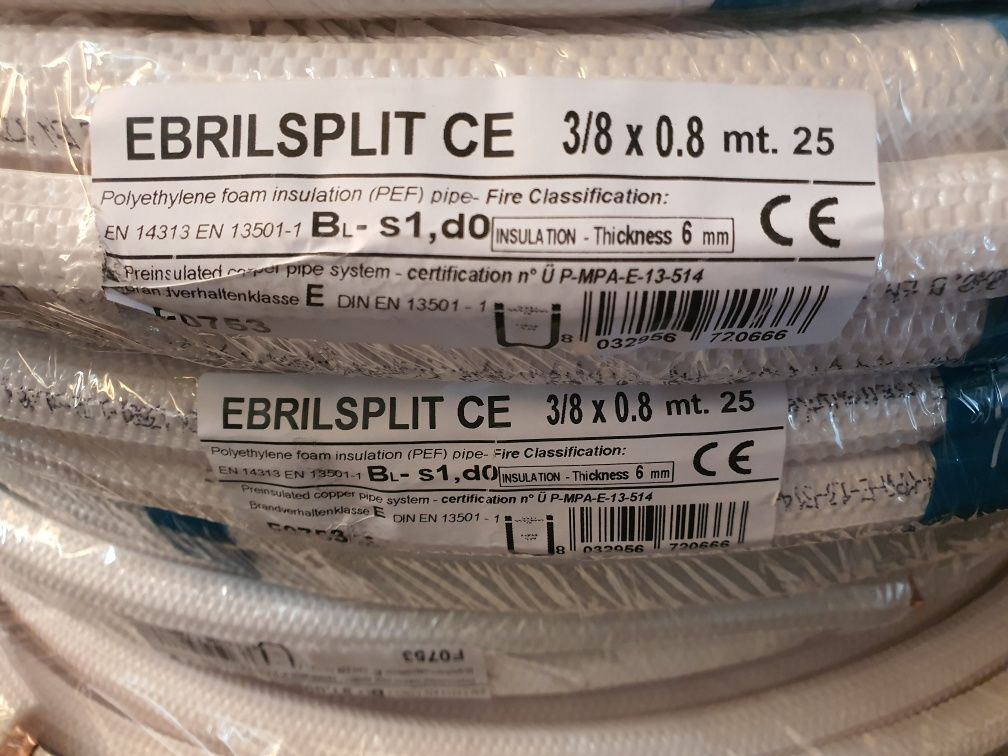 EBRILSPLIT CE 3/8 x 0.8 mt. 25
Polyethylene foam insulation (PEF) pipe- Fire Classification:
EN 14313 EN 13501-1 BL- s1,d0 INSULATION - Thickness 6 mm CE
Preinsulated copper pipe system - certification n° Ü P-MPA-E-13-514
Brandverhaltenklasse E DIN EN 13501 - 1
F0753
8 032956 720666
EBRILSPLIT CE 3/8 x 0.8 mt. 25
Polyethylene foam insulation (PEF) pipe- Fire Classification:
EN 14313 EN 13501-1 BL- s1,d0 INSULATION - Thickness 6 mm CE
Preinsulated copper pipe system - certification n° Ü P-MPA-E-13-514
Brandverhaltenklasse E DIN EN 13501 - 1
F0753
8 032956 720666
F0753